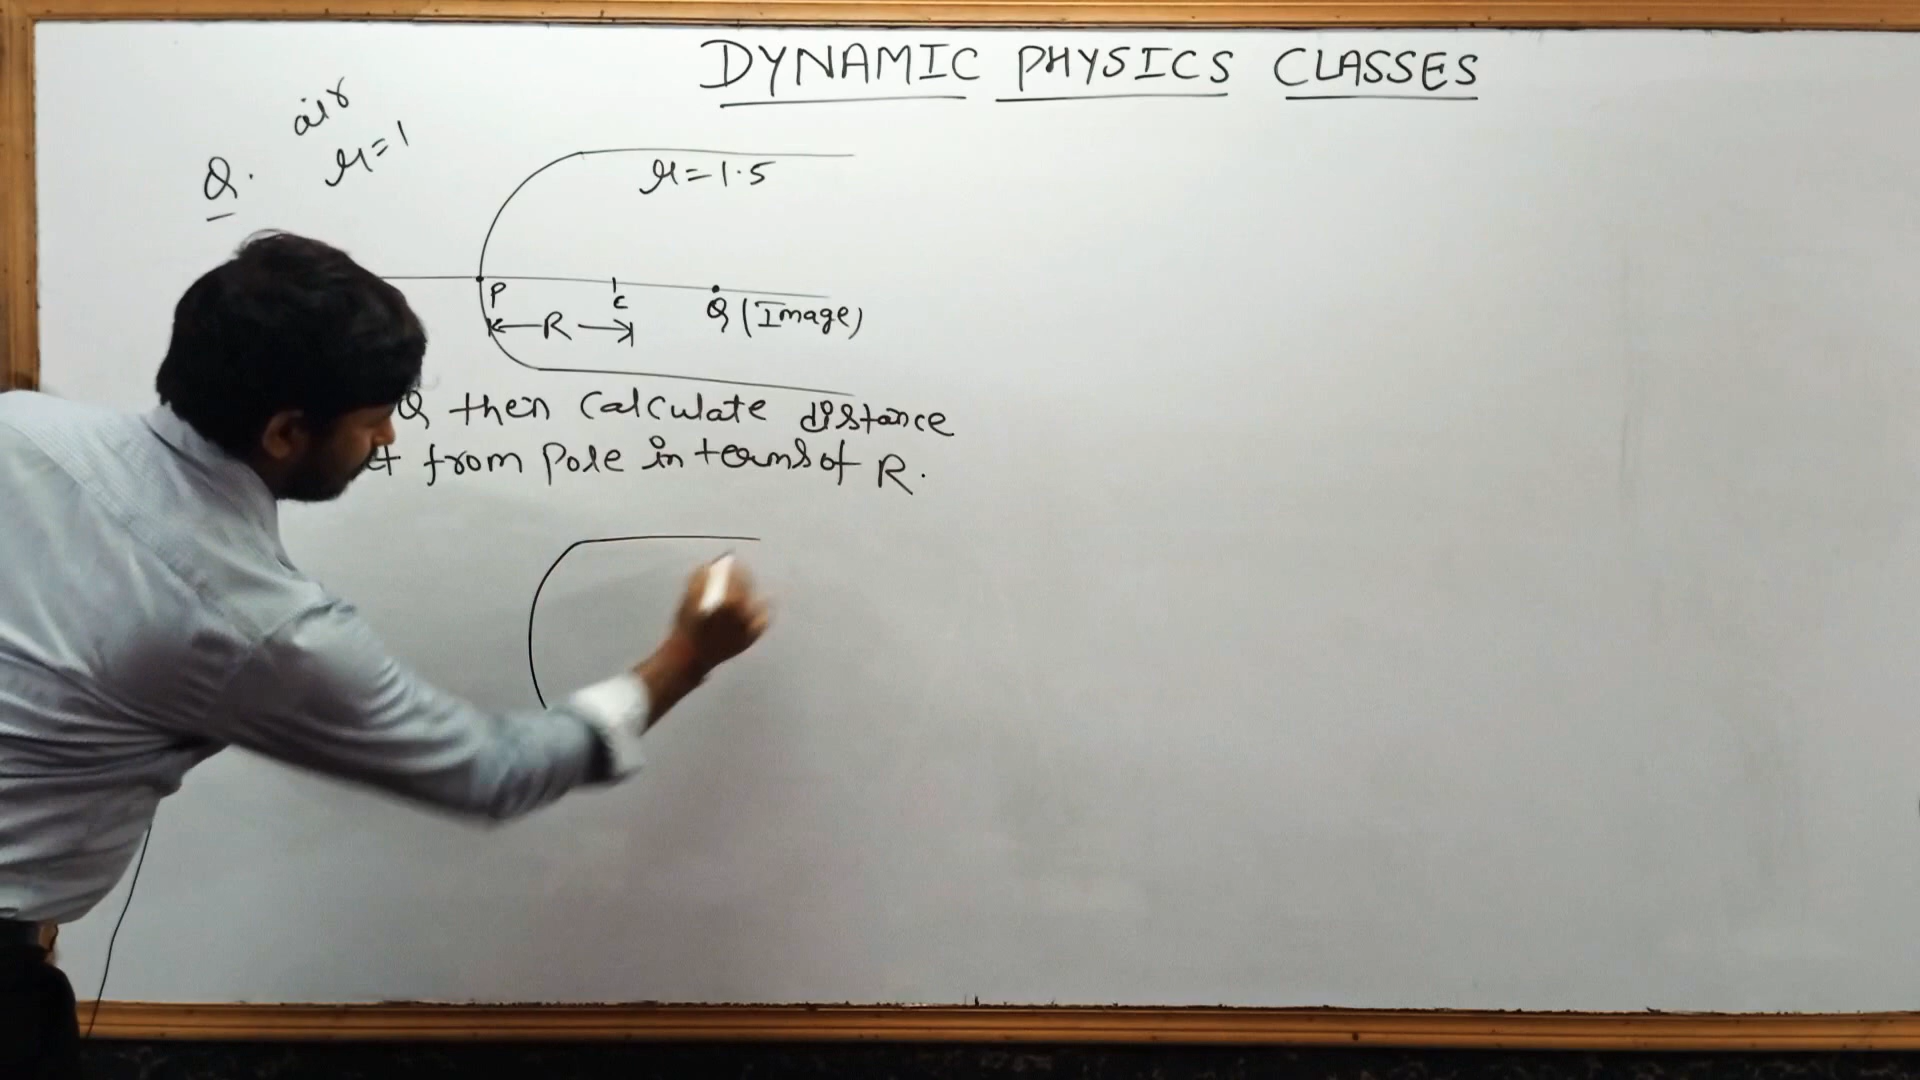 DYNAMIC PHYSICS CLASSES
Q.
air
μ=1
μ=1.5
P
C
R
Q (Image)
Q then Calculate distance
from Pole in terms of R.